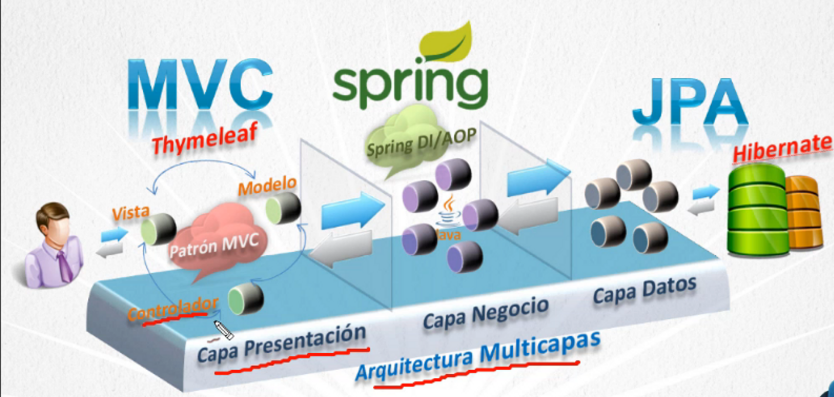 MVC
spring
JPA
Thymeleaf
Spring DI/AOP
Hibernate
Modelo
Vista
Java
Patrón MVC
Controlador
Capa Presentación
Capa Negocio
Capa Datos
Arquitectura Multicapas